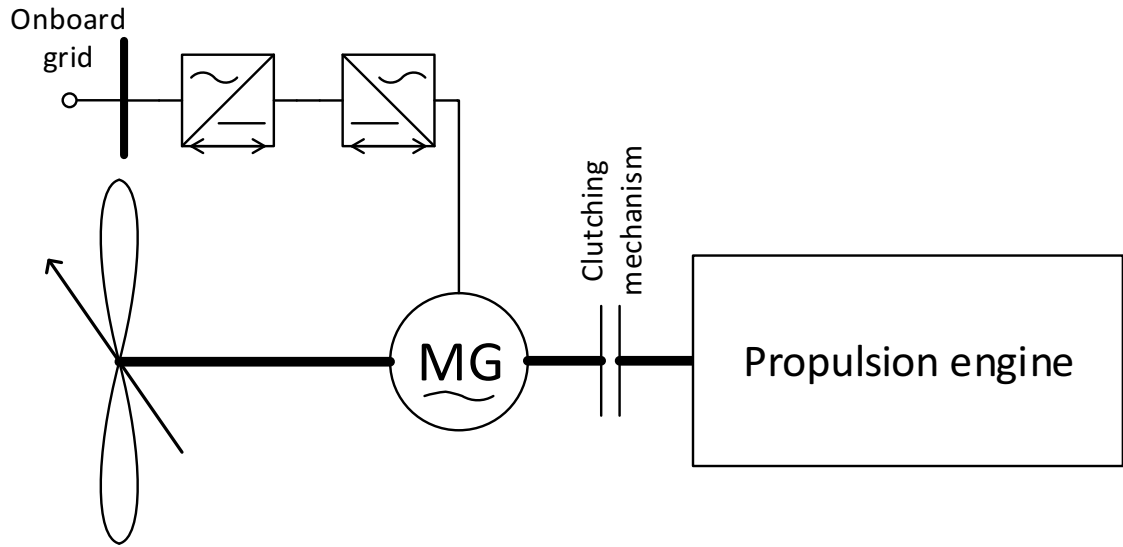 Onboard
grid
Clutching
mechanism
MG
Propulsion engine